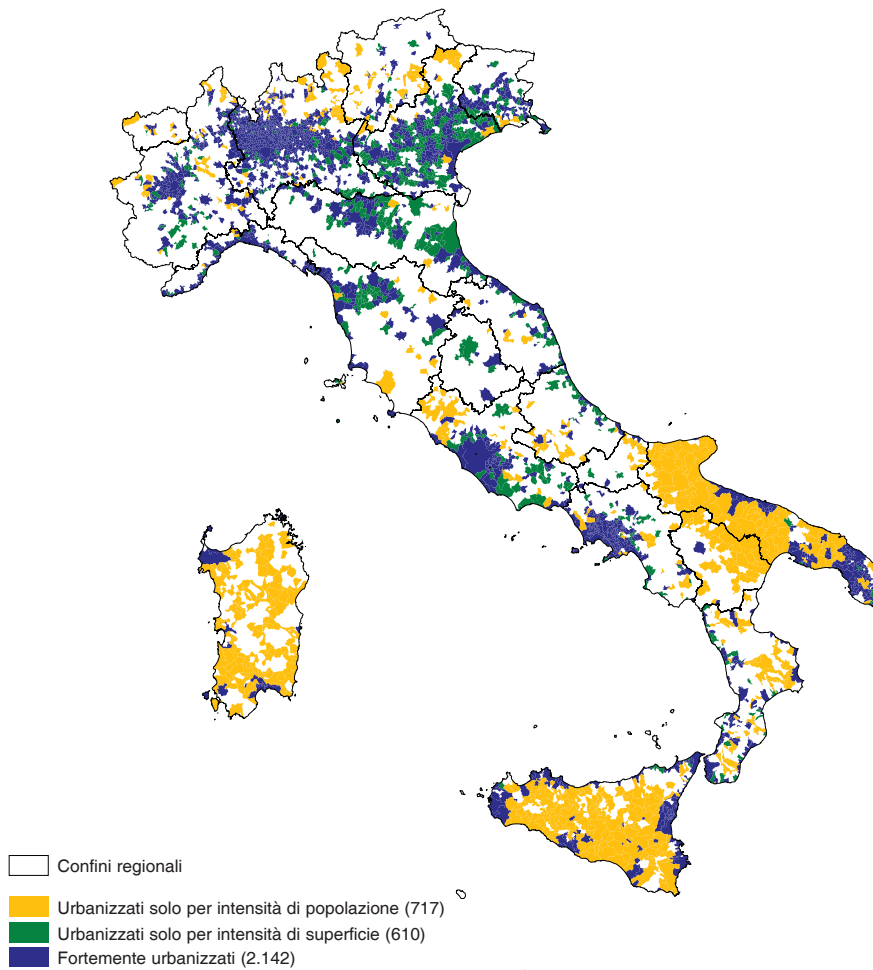 Confini regionali
Urbanizzati solo per intensità di popolazione (717)
Urbanizzati solo per intensità di superficie (610)
Fortemente urbanizzati (2.142)